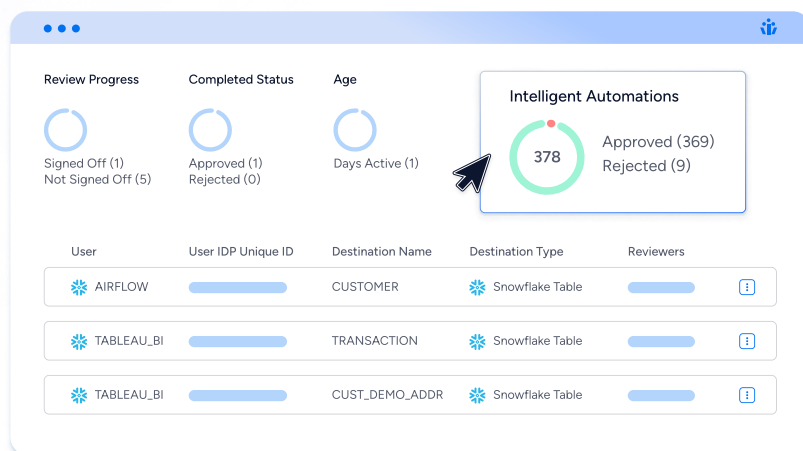 Review Progress
Signed Off (1)
Not Signed Off (5)
Completed Status
Approved (1)
Rejected (0)
Age
Days Active (1)
Intelligent Automations
378
Approved (369)
Rejected (9)
User User IDP Unique ID Destination Name Destination Type Reviewers
AIRFLOW CUSTOMER Snowflake Table
TABLEAU_BI TRANSACTION Snowflake Table
TABLEAU_BI CUST_DEMO_ADDR Snowflake Table